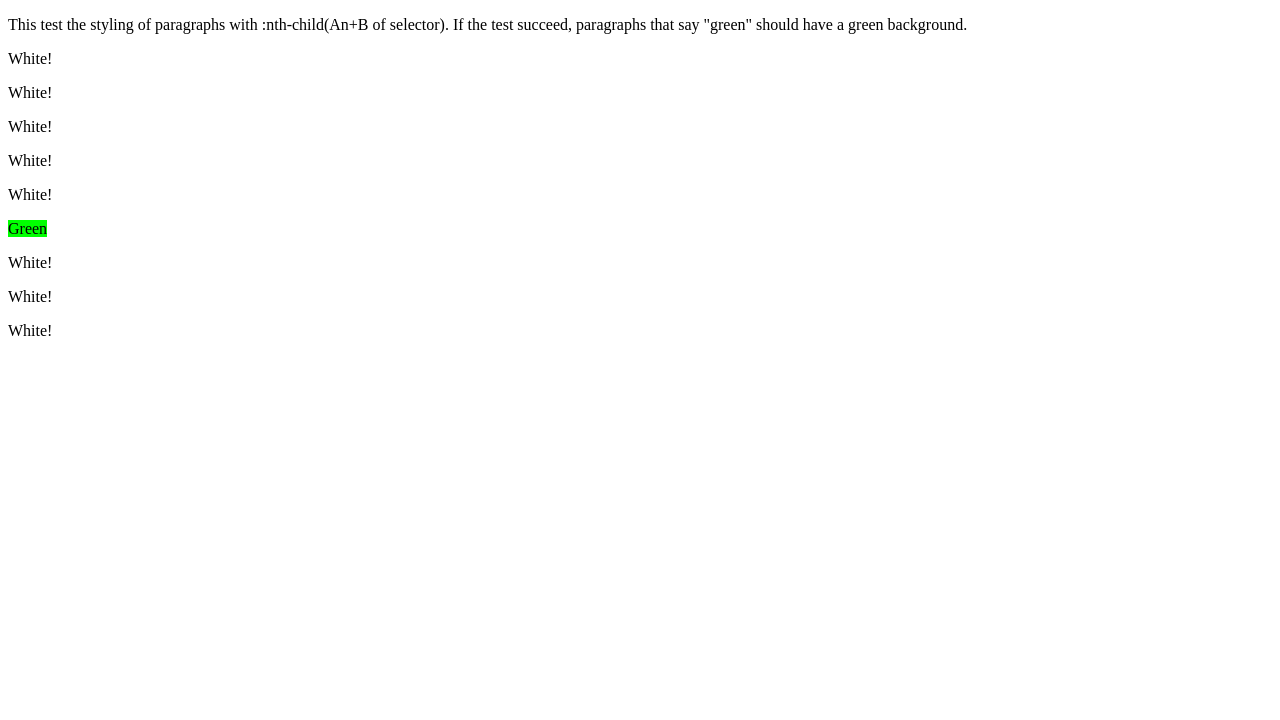 This test the styling of paragraphs with :nth-child(An+B of selector). If the test succeed, paragraphs that say "green" should have a green background.
White!
White!
White!
White!
White!
Green
White!
White!
White!